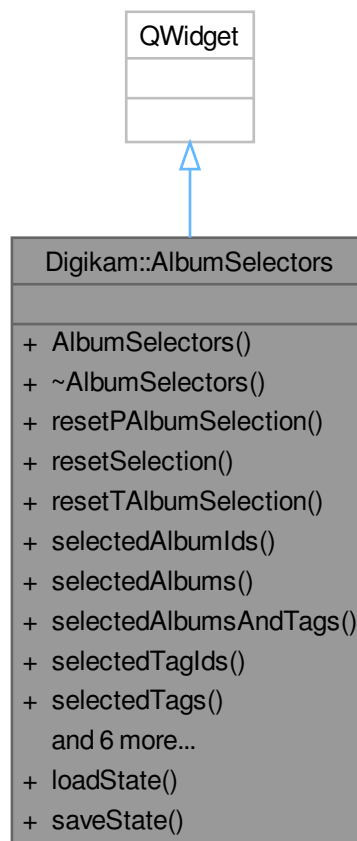 QWidget
Digikam::AlbumSelectors
+ AlbumSelectors()
+ ~AlbumSelectors()
+ resetPAlbumSelection()
+ resetSelection()
+ resetTAlbumSelection()
+ selectedAlbumIds()
+ selectedAlbums()
+ selectedAlbumsAndTags()
+ selectedTagIds()
+ selectedTags()
and 6 more...
+ loadState()
+ saveState()